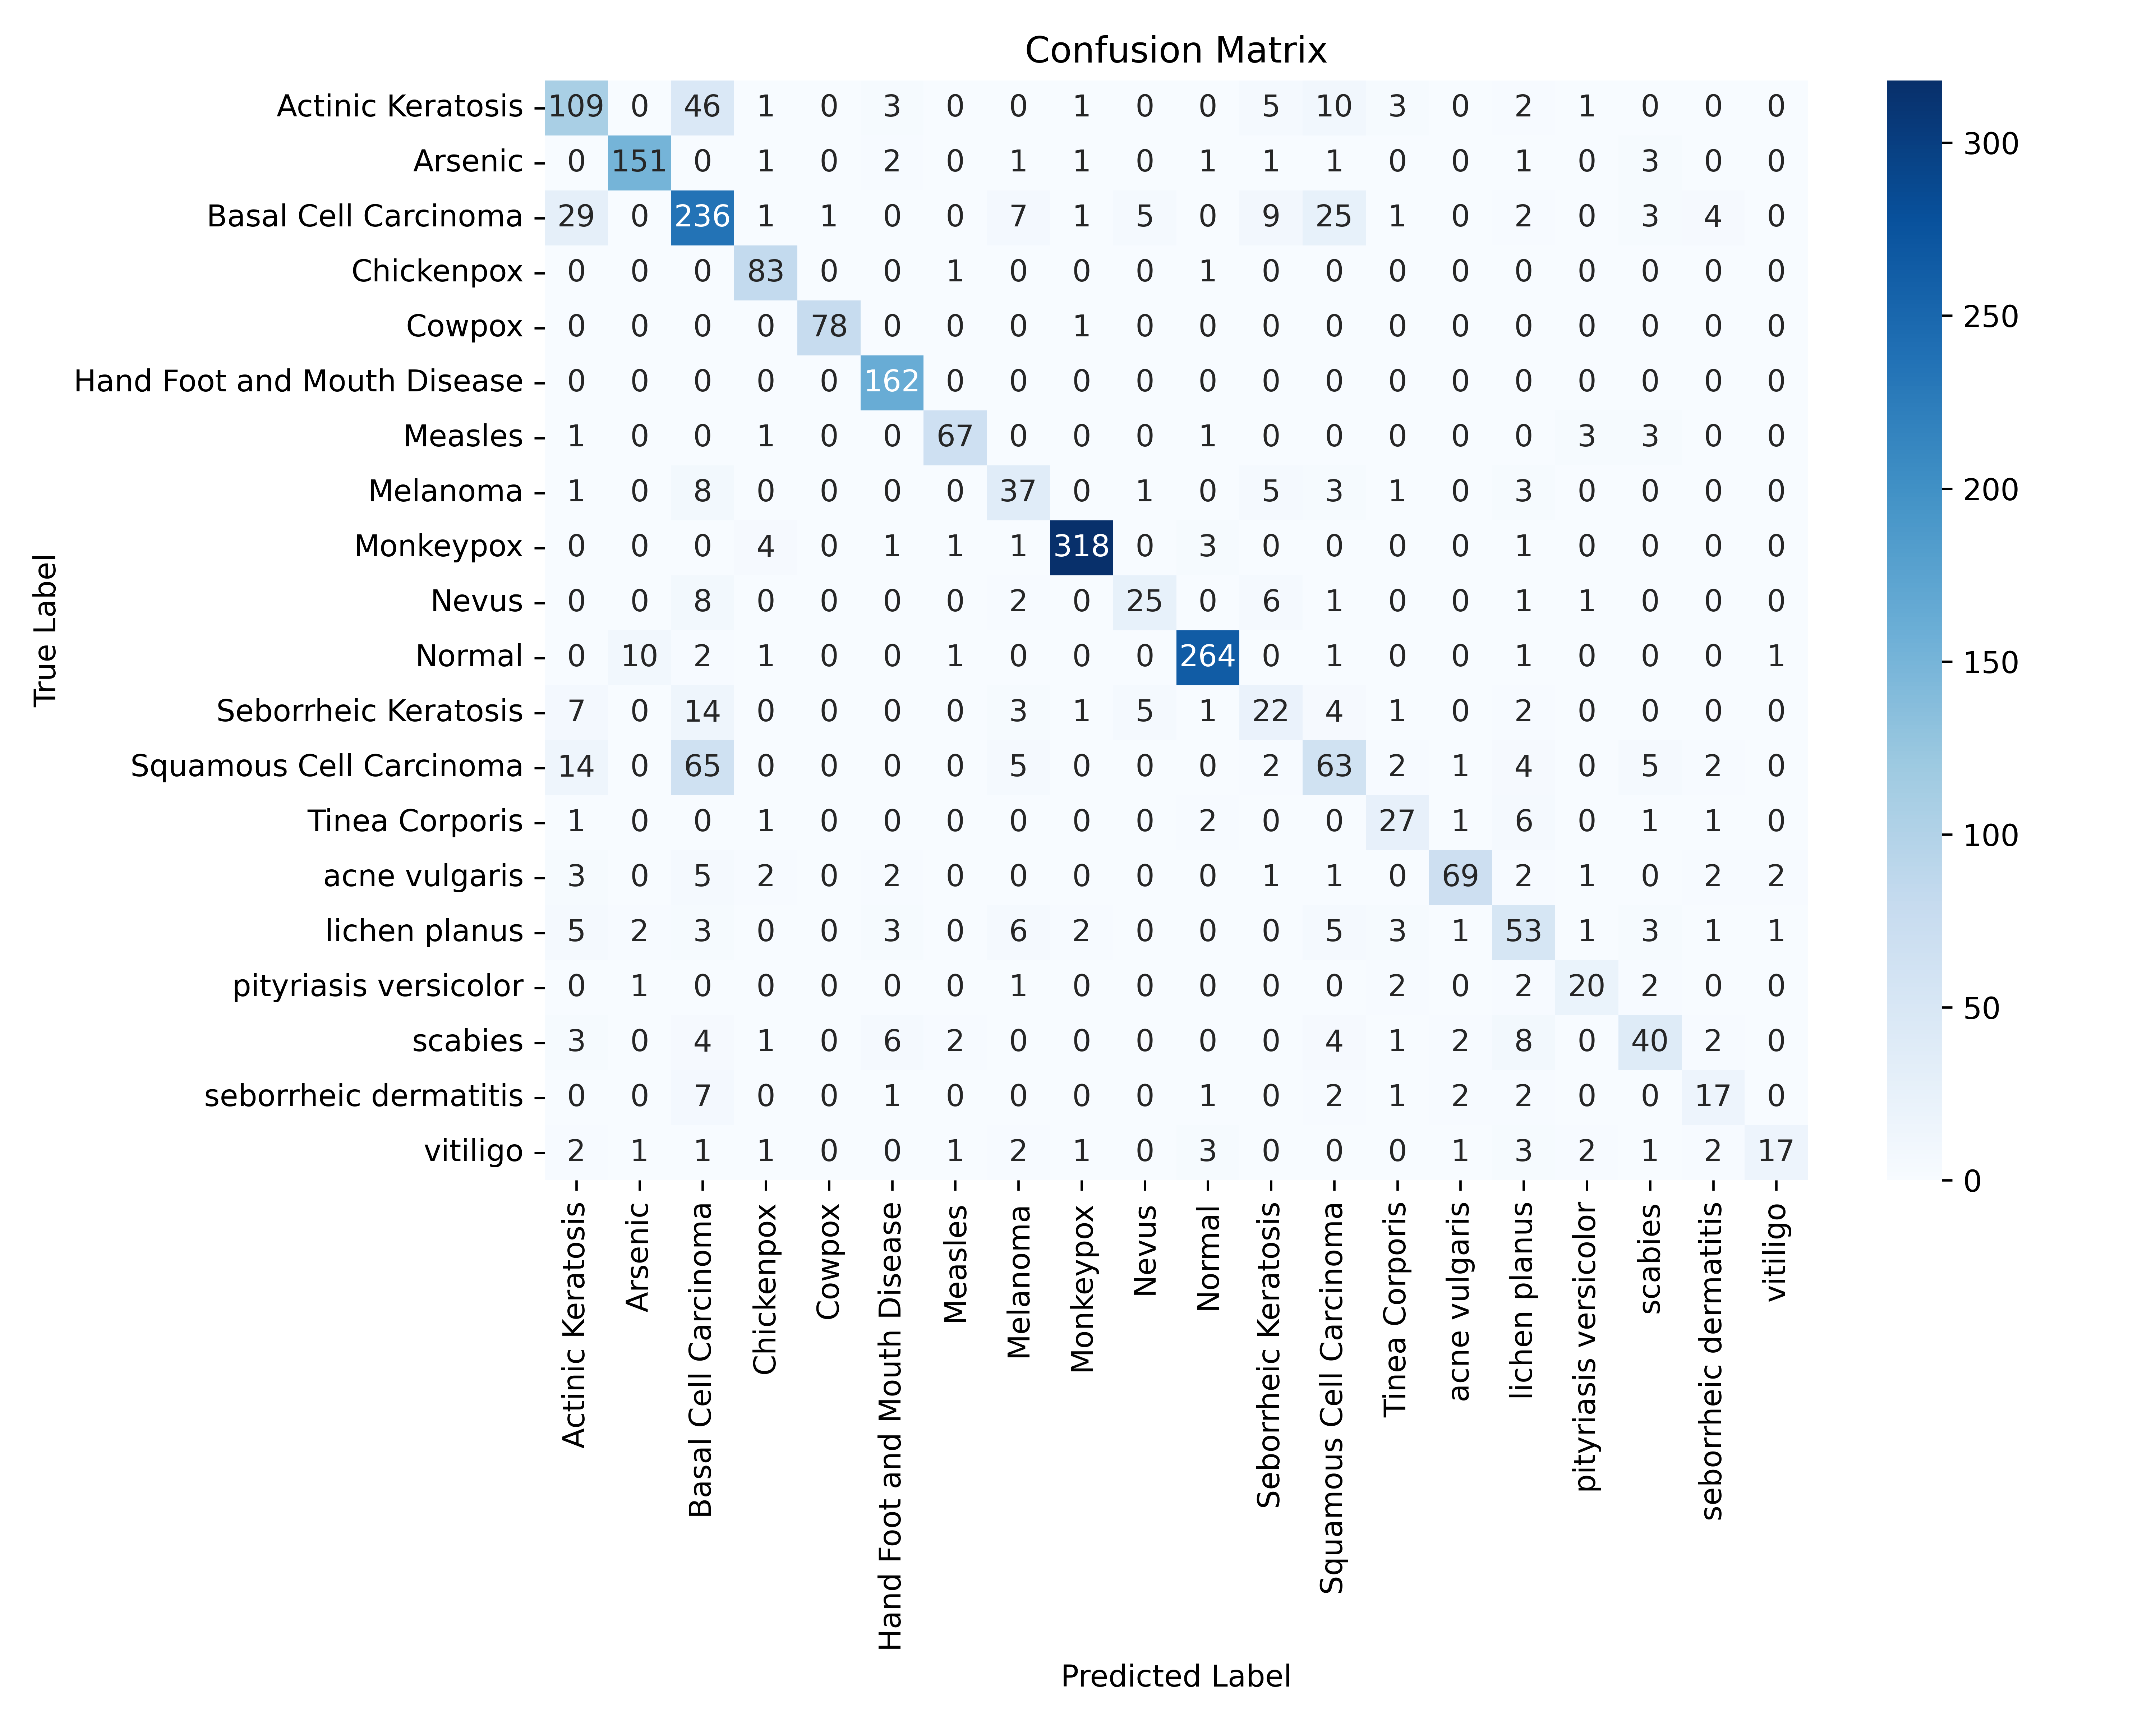 Confusion Matrix
True Label
Actinic Keratosis 109 0 46 1 0 3 0 0 1 0 0 5 10 3 0 2 1 0 0 0
Arsenic 0 151 0 1 0 2 0 1 1 0 1 1 1 0 0 1 0 3 0 0
Basal Cell Carcinoma 29 0 236 1 1 0 0 7 1 5 0 9 25 1 0 2 0 3 4 0
Chickenpox 0 0 0 83 0 0 1 0 0 0 1 0 0 0 0 0 0 0 0 0
Cowpox 0 0 0 0 78 0 0 0 1 0 0 0 0 0 0 0 0 0 0 0
Hand Foot and Mouth Disease 0 0 0 0 0 162 0 0 0 0 0 0 0 0 0 0 0 0 0 0
Measles 1 0 0 1 0 0 67 0 0 0 1 0 0 0 0 0 3 3 0 0
Melanoma 1 0 8 0 0 0 0 37 0 1 0 5 3 1 0 3 0 0 0 0
Monkeypox 0 0 0 4 0 1 1 1 318 0 3 0 0 0 0 1 0 0 0 0
Nevus 0 0 8 0 0 0 0 2 0 25 0 6 1 0 0 1 1 0 0 0
Normal 0 10 2 1 0 0 1 0 0 0 264 0 1 0 0 1 0 0 0 1
Seborrheic Keratosis 7 0 14 0 0 0 0 3 1 5 1 22 4 1 0 2 0 0 0 0
Squamous Cell Carcinoma 14 0 65 0 0 0 0 5 0 0 0 2 63 2 1 4 0 5 2 0
Tinea Corporis 1 0 0 1 0 0 0 0 0 0 2 0 0 27 1 6 0 1 1 0
acne vulgaris 3 0 5 2 0 2 0 0 0 0 0 1 1 0 69 2 1 0 2 2
lichen planus 5 2 3 0 0 3 0 6 2 0 0 0 5 3 1 53 1 3 1 1
pityriasis versicolor 0 1 0 0 0 0 0 1 0 0 0 0 0 2 0 2 20 2 0 0
scabies 3 0 4 1 0 6 2 0 0 0 0 0 4 1 2 8 0 40 2 0
seborrheic dermatitis 0 0 7 0 0 1 0 0 0 0 1 0 2 1 2 2 0 0 17 0
vitiligo 2 1 1 1 0 0 1 2 1 0 3 0 0 0 1 3 2 1 2 17
Actinic Keratosis
Arsenic
Basal Cell Carcinoma
Chickenpox
Cowpox
Hand Foot and Mouth Disease
Measles
Melanoma
Monkeypox
Nevus
Normal
Seborrheic Keratosis
Squamous Cell Carcinoma
Tinea Corporis
acne vulgaris
lichen planus
pityriasis versicolor
scabies
seborrheic dermatitis
vitiligo
Predicted Label
300
250
200
150
100
50
0